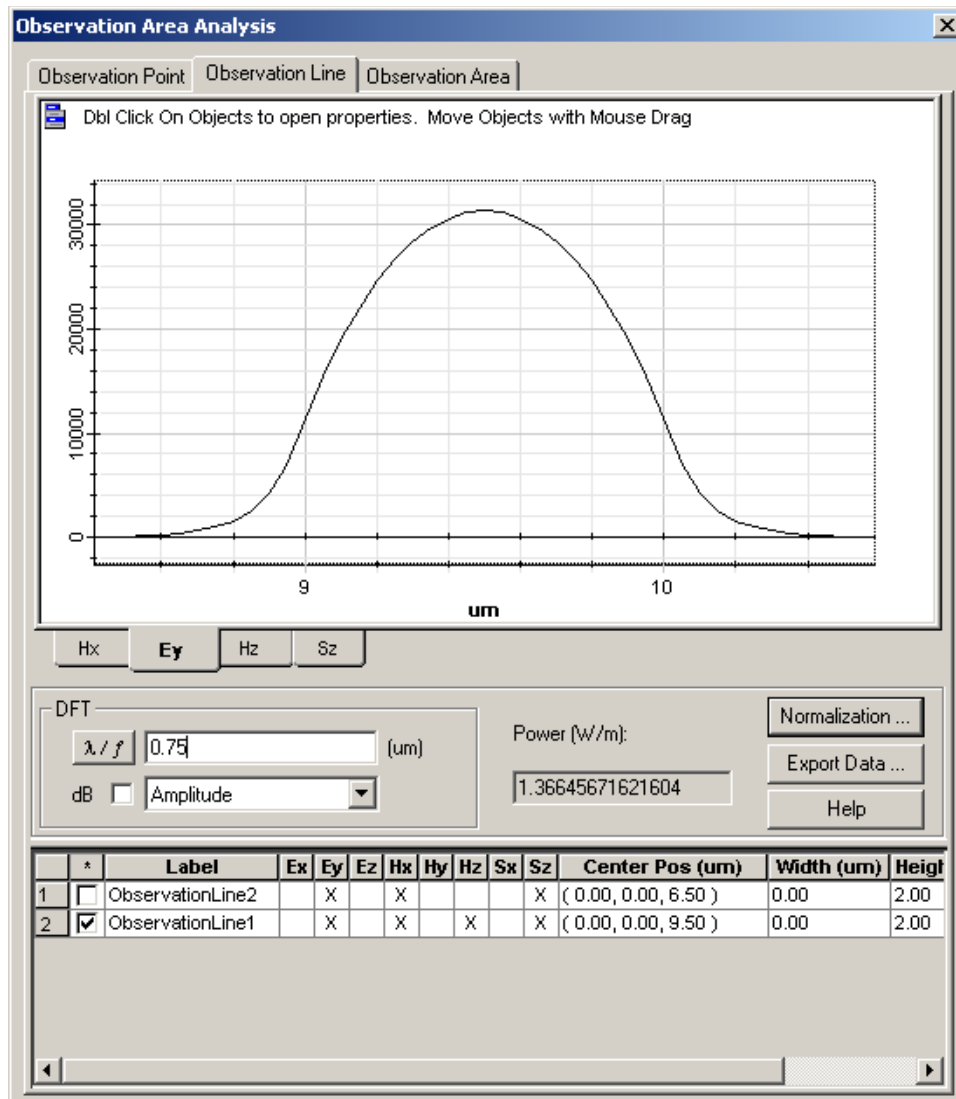 Observation Area Analysis
Observation Point Observation Line Observation Area
Dbl Click On Objects to open properties. Move Objects with Mouse Drag
30000
20000
10000
0
9 10
um
Hx Ey Hz Sz
DFT
λ / f 0.75 (um)
dB Amplitude
Power (W/m):
1.36645671621604
Normalization ...
Export Data ...
Help
* Label Ex Ey Ez Hx Hy Hz Sx Sz Center Pos (um) Width (um) Heigh
1 ObservationLine2 X X X ( 0.00, 0.00, 6.50 ) 0.00 2.00
2 ObservationLine1 X X X X ( 0.00, 0.00, 9.50 ) 0.00 2.00